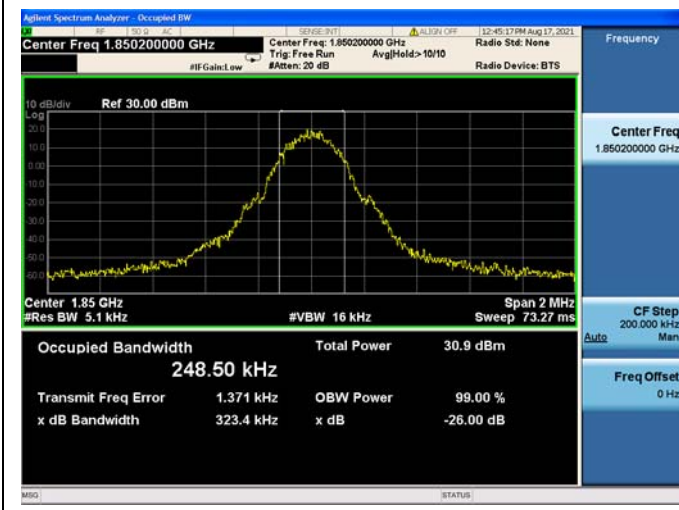 Agilent Spectrum Analyzer - Occupied BW
RF 50 Ω AC SENSE:INT ALIGN OFF 12:45:17 PM Aug 17, 2021
Center Freq 1.850200000 GHz
Center Freq: 1.850200000 GHz
Radio Std: None
Trig: Free Run Avg|Hold:> 10/10
#IFGain:Low #Atten: 20 dB Radio Device: BTS
10 dB/div Ref 30.00 dBm
Log
20.0
10.0
0.00
-10.0
-20.0
-30.0
-40.0
-50.0
-60.0
Center 1.85 GHz Span 2 MHz
#Res BW 5.1 kHz #VBW 16 kHz Sweep 73.27 ms
Occupied Bandwidth Total Power 30.9 dBm
248.50 kHz
Transmit Freq Error 1.371 kHz OBW Power 99.00 %
x dB Bandwidth 323.4 kHz x dB -26.00 dB
MSG STATUS
Frequency
Center Freq
1.850200000 GHz
CF Step
200.000 kHz
Auto Man
Freq Offset
0 Hz